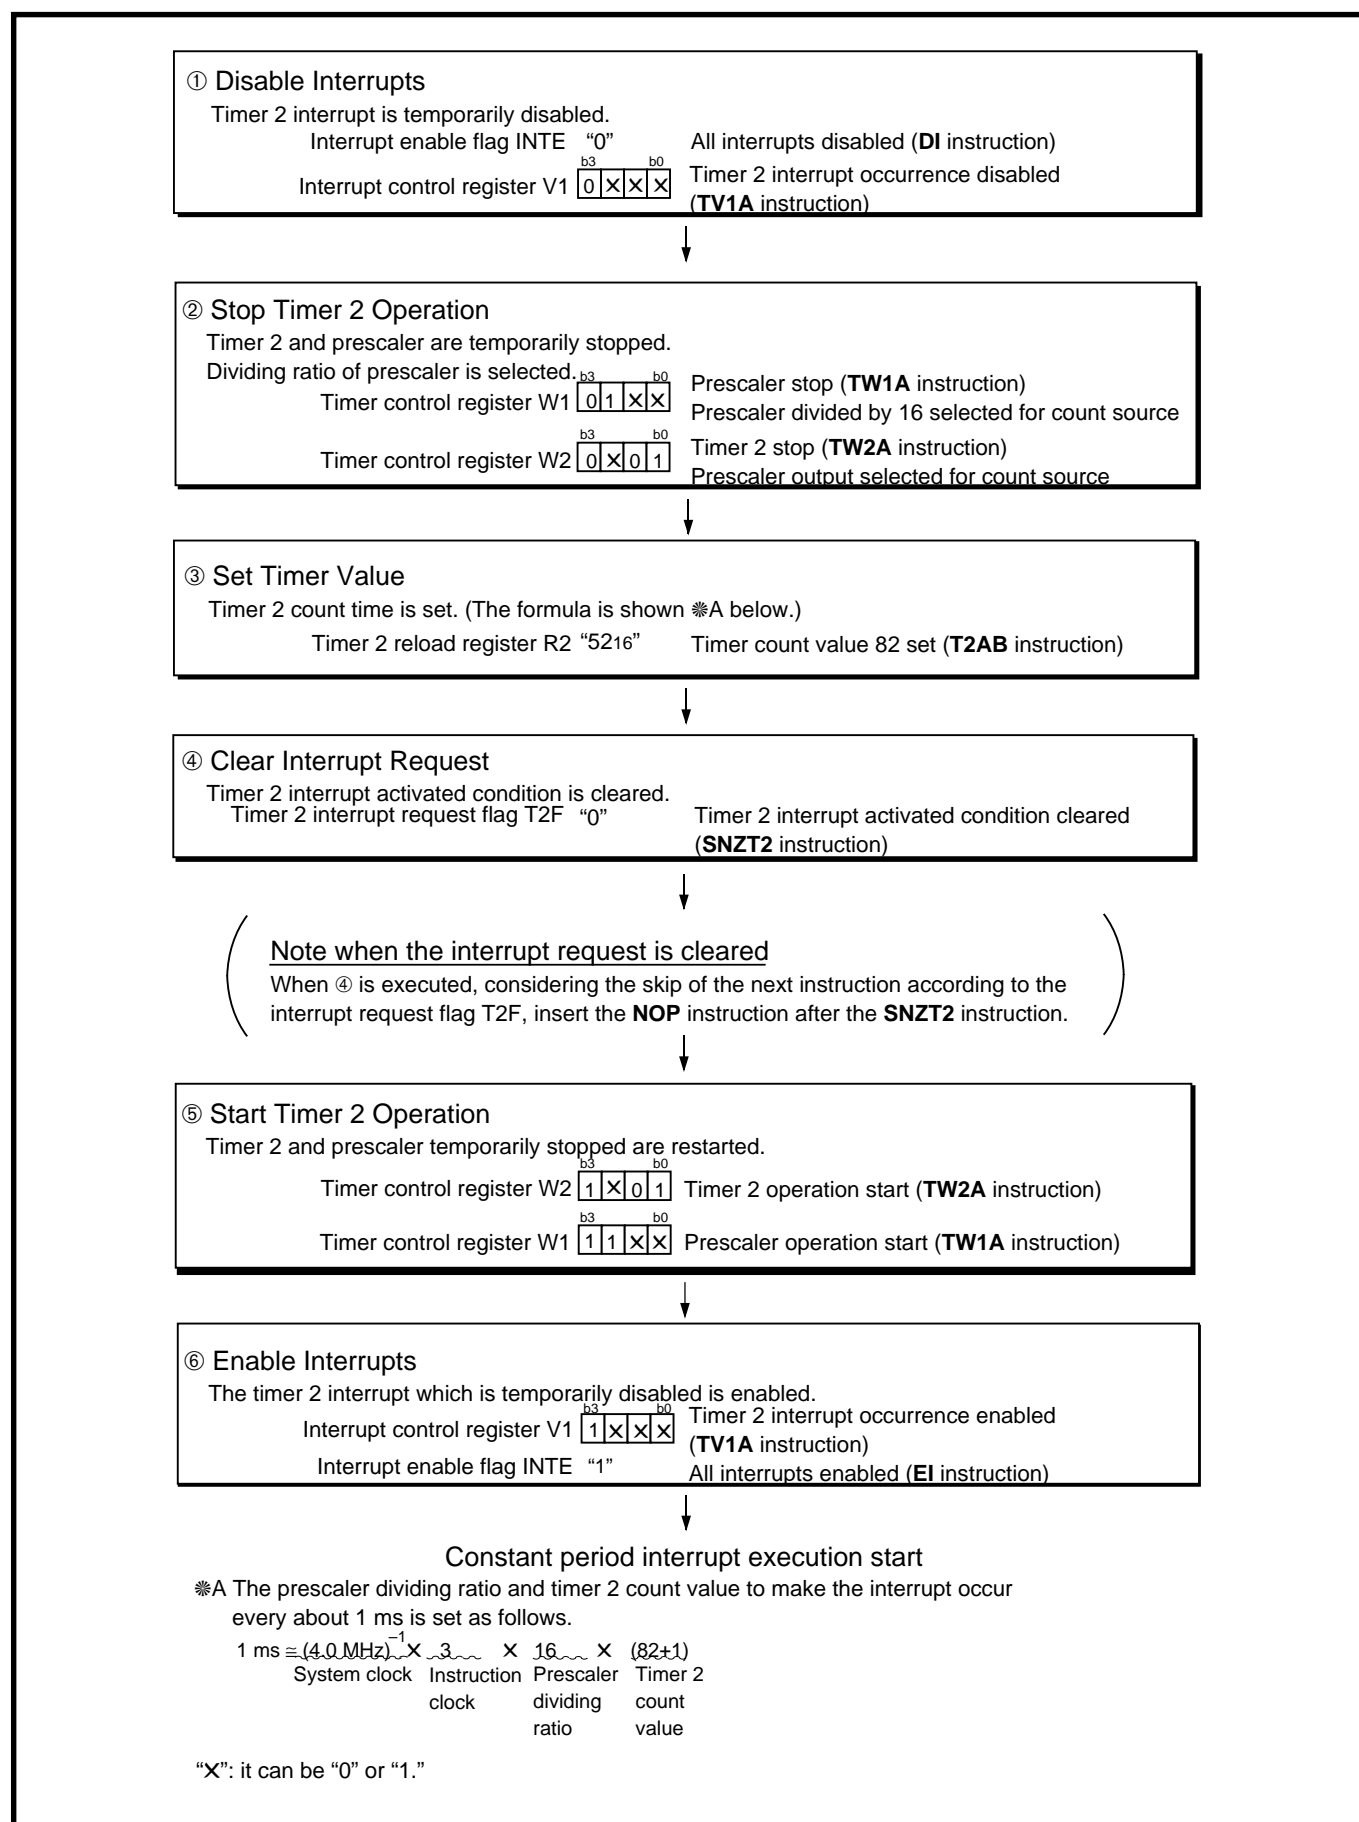 ① Disable Interrupts
Timer 2 interrupt is temporarily disabled.
Interrupt enable flag INTE “0” All interrupts disabled (DI instruction)
b3 b0
Interrupt control register V1 0 ✕ ✕ ✕ Timer 2 interrupt occurrence disabled
(TV1A instruction)
② Stop Timer 2 Operation
Timer 2 and prescaler are temporarily stopped.
Dividing ratio of prescaler is selected.
b3 b0
Timer control register W1 0 1 ✕ ✕ Prescaler stop (TW1A instruction)
Prescaler divided by 16 selected for count source
b3 b0
Timer control register W2 0 ✕ 0 1 Timer 2 stop (TW2A instruction)
Prescaler output selected for count source
③ Set Timer Value
Timer 2 count time is set. (The formula is shown ❊A below.)
Timer 2 reload register R2 “5216” Timer count value 82 set (T2AB instruction)
④ Clear Interrupt Request
Timer 2 interrupt activated condition is cleared.
Timer 2 interrupt request flag T2F “0” Timer 2 interrupt activated condition cleared
(SNZT2 instruction)
Note when the interrupt request is cleared
When ④ is executed, considering the skip of the next instruction according to the
interrupt request flag T2F, insert the NOP instruction after the SNZT2 instruction.
⑤ Start Timer 2 Operation
Timer 2 and prescaler temporarily stopped are restarted.
b3 b0
Timer control register W2 1 ✕ 0 1 Timer 2 operation start (TW2A instruction)
b3 b0
Timer control register W1 1 1 ✕ ✕ Prescaler operation start (TW1A instruction)
⑥ Enable Interrupts
The timer 2 interrupt which is temporarily disabled is enabled.
b3 b0
Interrupt control register V1 1 ✕ ✕ ✕ Timer 2 interrupt occurrence enabled
(TV1A instruction)
Interrupt enable flag INTE “1” All interrupts enabled (EI instruction)
Constant period interrupt execution start
❊A The prescaler dividing ratio and timer 2 count value to make the interrupt occur
every about 1 ms is set as follows.
1 ms ≅ (4.0 MHz)–1 ✕ 3 ✕ 16 ✕ (82+1)
System clock Instruction Prescaler Timer 2
clock dividing count
ratio value
“✕”: it can be “0” or “1.”